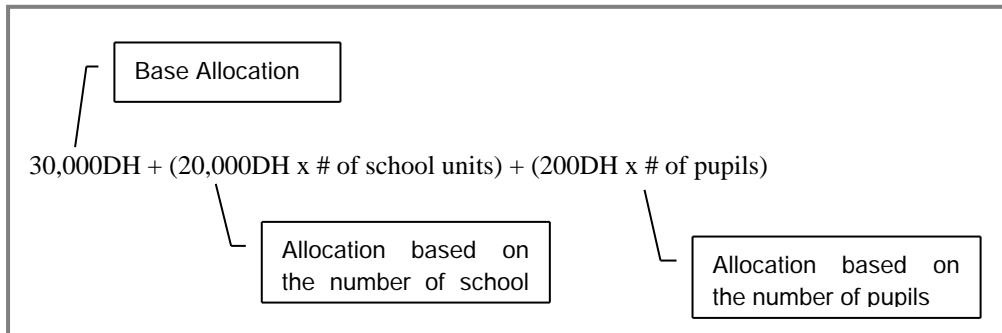 Base Allocation
30,000DH + (20,000DH x # of school units) + (200DH x # of pupils)
Allocation based on
the number of school
Allocation based on
the number of pupils